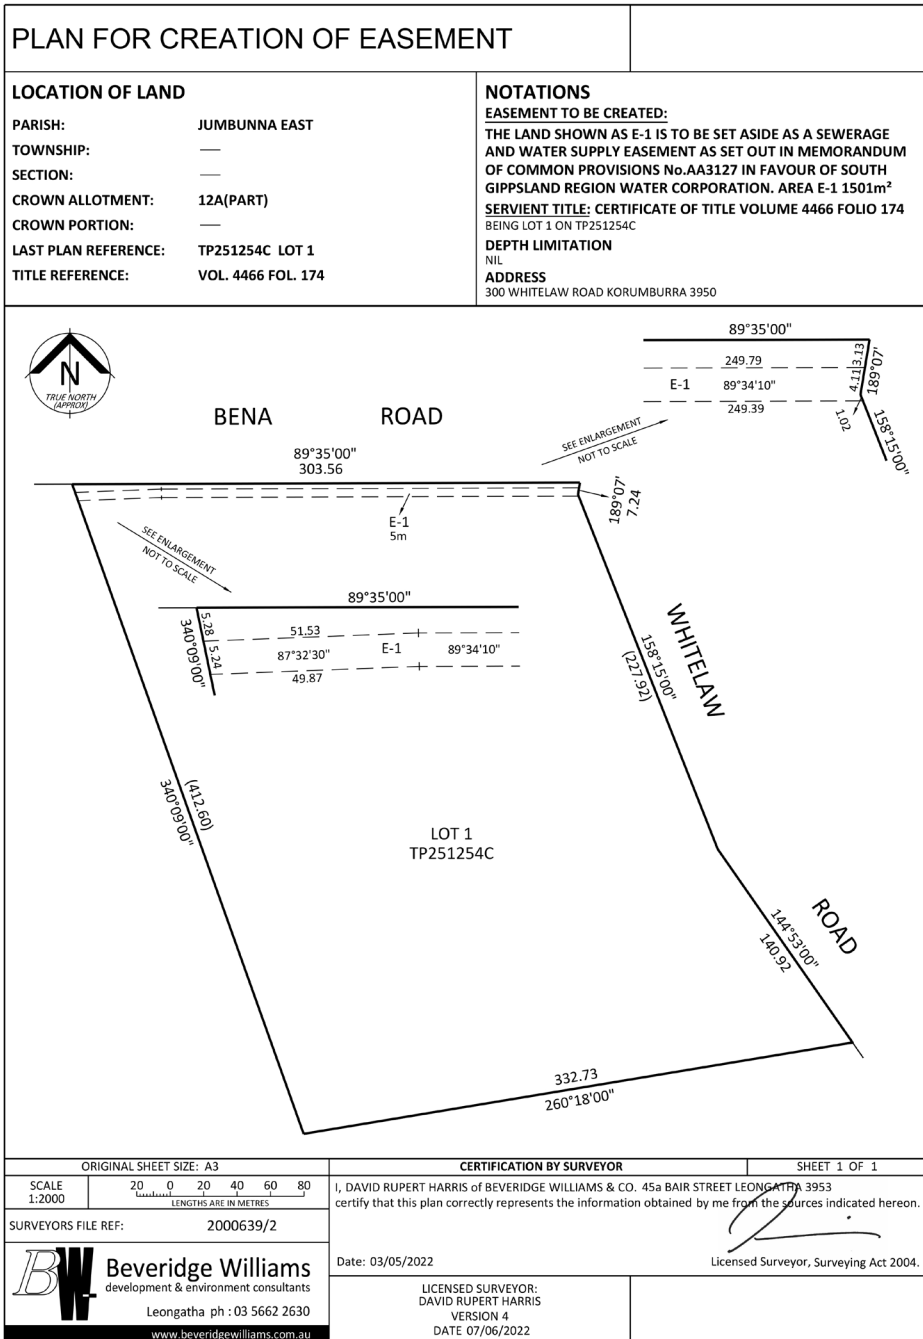 PLAN FOR CREATION OF EASEMENT
LOCATION OF LAND
PARISH: JUMBUNNA EAST
TOWNSHIP: —
SECTION: —
CROWN ALLOTMENT: 12A(PART)
CROWN PORTION: —
LAST PLAN REFERENCE: TP251254C LOT 1
TITLE REFERENCE: VOL. 4466 FOL. 174
NOTATIONS
EASEMENT TO BE CREATED:
THE LAND SHOWN AS E-1 IS TO BE SET ASIDE AS A SEWERAGE
AND WATER SUPPLY EASEMENT AS SET OUT IN MEMORANDUM
OF COMMON PROVISIONS No.AA3127 IN FAVOUR OF SOUTH
GIPPSLAND REGION WATER CORPORATION. AREA E-1 1501m²
SERVIENT TITLE: CERTIFICATE OF TITLE VOLUME 4466 FOLIO 174
BEING LOT 1 ON TP251254C
DEPTH LIMITATION
NIL
ADDRESS
300 WHITELAW ROAD KORUMBURRA 3950
N
TRUE NORTH
(APPROX)
BENA ROAD
89°35'00"
303.56
SEE ENLARGEMENT
NOT TO SCALE
89°35'00"
249.79
E-1 89°34'10"
249.39
3.13
4.11
189°07'
1.02
158°15'00"
189°07'
7.24
E-1
5m
SEE ENLARGEMENT
NOT TO SCALE
89°35'00"
5.28
5.24
340°09'00"
51.53
87°32'30" E-1 89°34'10"
49.87
WHITELAW
158°15'00"
(227.92)
(412.60)
340°09'00"
LOT 1
TP251254C
ROAD
144°53'00"
140.92
332.73
260°18'00"
ORIGINAL SHEET SIZE: A3
SCALE
1:2000
20 0 20 40 60 80
LENGTHS ARE IN METRES
SURVEYORS FILE REF: 2000639/2
BW
Beveridge Williams
development & environment consultants
Leongatha ph : 03 5662 2630
www.beveridgewilliams.com.au
CERTIFICATION BY SURVEYOR
SHEET 1 OF 1
I, DAVID RUPERT HARRIS of BEVERIDGE WILLIAMS & CO. 45a BAIR STREET LEONGATHA 3953
certify that this plan correctly represents the information obtained by me from the sources indicated hereon.
Date: 03/05/2022
Licensed Surveyor, Surveying Act 2004.
LICENSED SURVEYOR:
DAVID RUPERT HARRIS
VERSION 4
DATE 07/06/2022